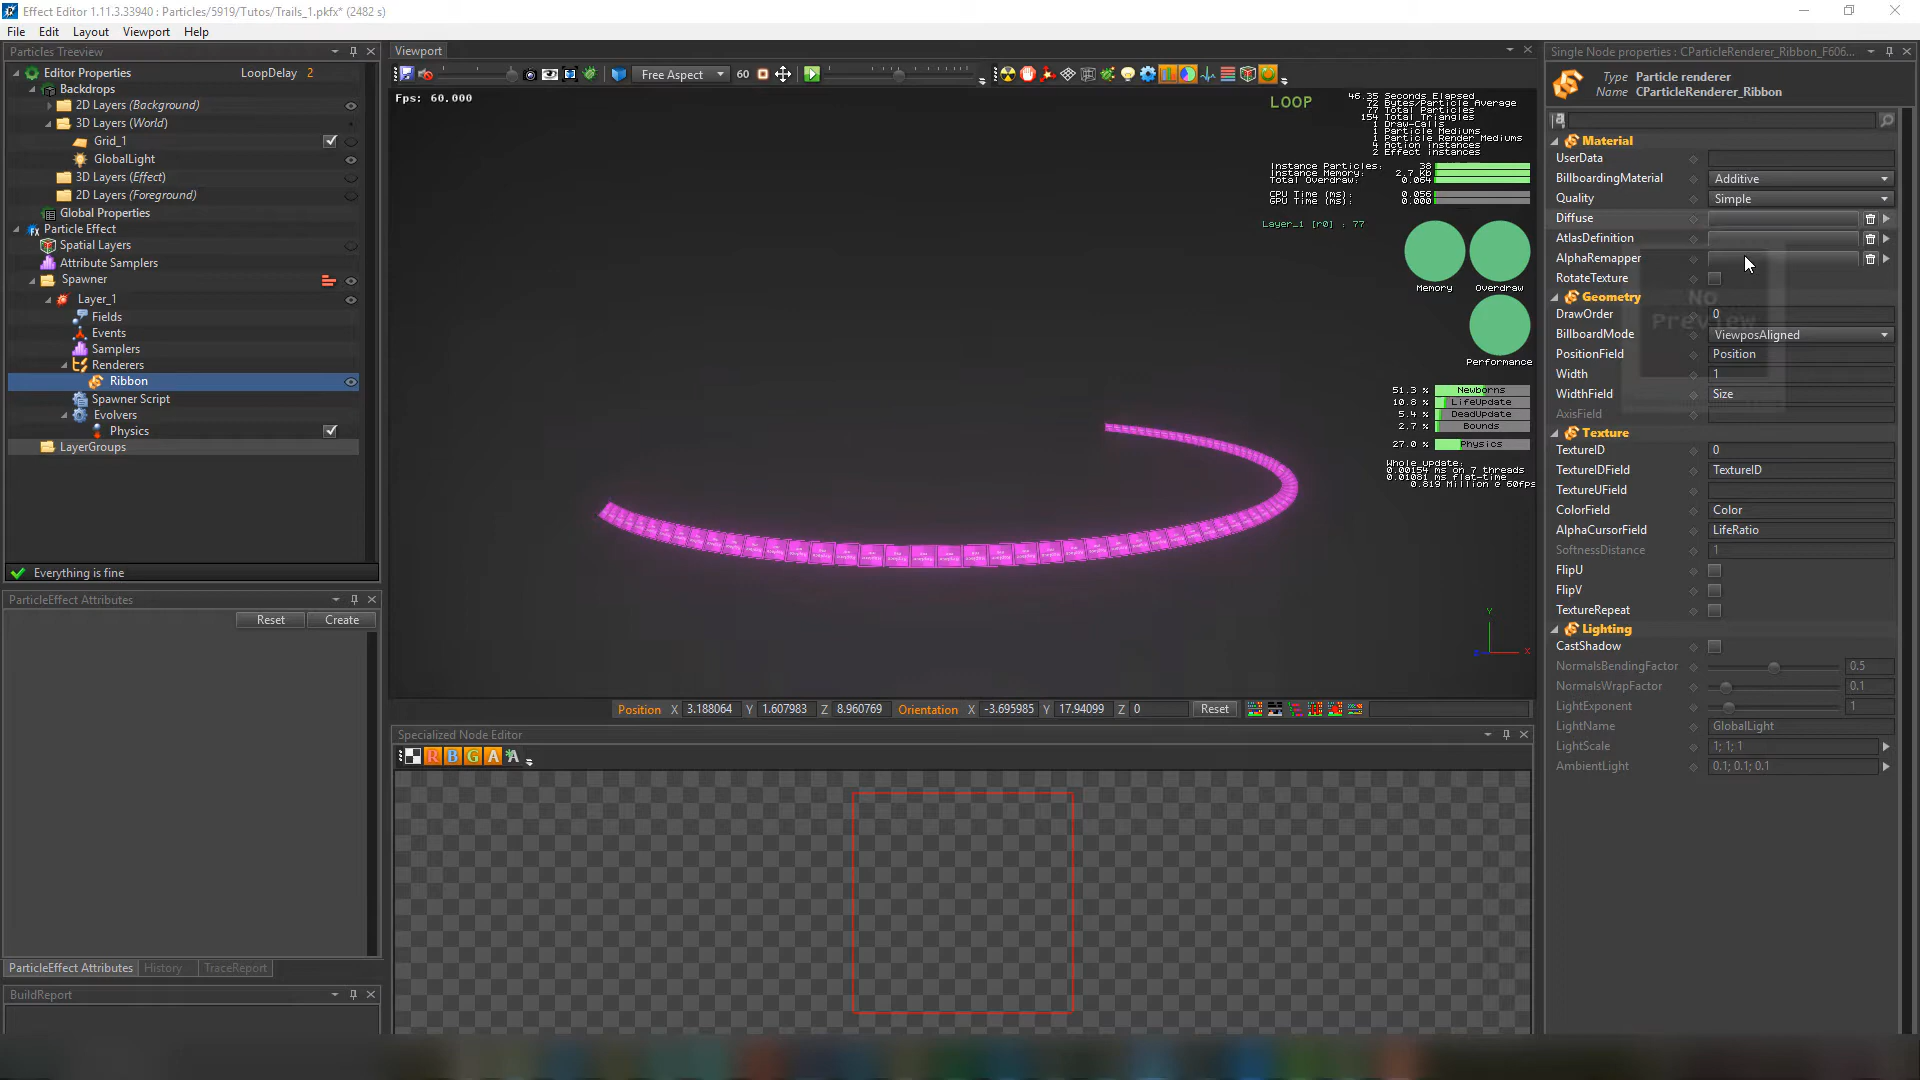 Effect Editor 1.11.3.33940 : Particles/5919/Tutos/Trails_1.pkfx* (2482 s)
File Edit Layout Viewport Help
Particles Treeview
Editor Properties LoopDelay 2
Backdrops
2D Layers (Background)
3D Layers (World)
Grid_1
GlobalLight
3D Layers (Effect)
2D Layers (Foreground)
Global Properties
Particle Effect
Spatial Layers
Attribute Samplers
Spawner
Layer_1
Fields
Events
Samplers
Renderers
Ribbon
Spawner Script
Evolvers
Physics
LayerGroups
Everything is fine
ParticleEffect Attributes
Reset Create
ParticleEffect Attributes History TraceReport
BuildReport
Viewport
Free Aspect 60
Fps: 60.000
LOOP
46.35 Seconds Elapsed
72 Bytes/Particle Average
77 Total Particles
154 Total Triangles
1 Draw-Calls
1 Particle Mediums
1 Particle Render Mediums
4 Action instances
2 Effect instances
Instance Particles: 38
Instance Memory: 2.7 Kb
Total Overdraw: 0.064
CPU Time (ms): 0.056
GPU Time (ms): 0.000
Layer_1 [r0] : 77
Memory Overdraw
Performance
51.3 % Newborns
10.8 % LifeUpdate
5.4 % DeadUpdate
2.7 % Bounds
27.0 % Physics
Whole update:
0.00154 ms on 7 threads
0.01081 ms flat-time
0.819 Million @ 60fps
Y
X
Position X 3.188064 Y 1.607983 Z 8.960769 Orientation X -3.695985 Y 17.94099 Z 0 Reset
Specialized Node Editor
R B G A A
Single Node properties : CParticleRenderer_Ribbon_F606...
Type Particle renderer
Name CParticleRenderer_Ribbon
Material
UserData
BillboardingMaterial Additive
Quality Simple
Diffuse
AtlasDefinition
AlphaRemapper
RotateTexture
No
Preview
Geometry
DrawOrder 0
BillboardMode ViewposAligned
PositionField Position
Width 1
WidthField Size
AxisField
Texture
TextureID 0
TextureIDField TextureID
TextureUField
ColorField Color
AlphaCursorField LifeRatio
SoftnessDistance 1
FlipU
FlipV
TextureRepeat
Lighting
CastShadow
NormalsBendingFactor 0.5
NormalsWrapFactor 0.1
LightExponent 1
LightName GlobalLight
LightScale 1; 1; 1
AmbientLight 0.1; 0.1; 0.1